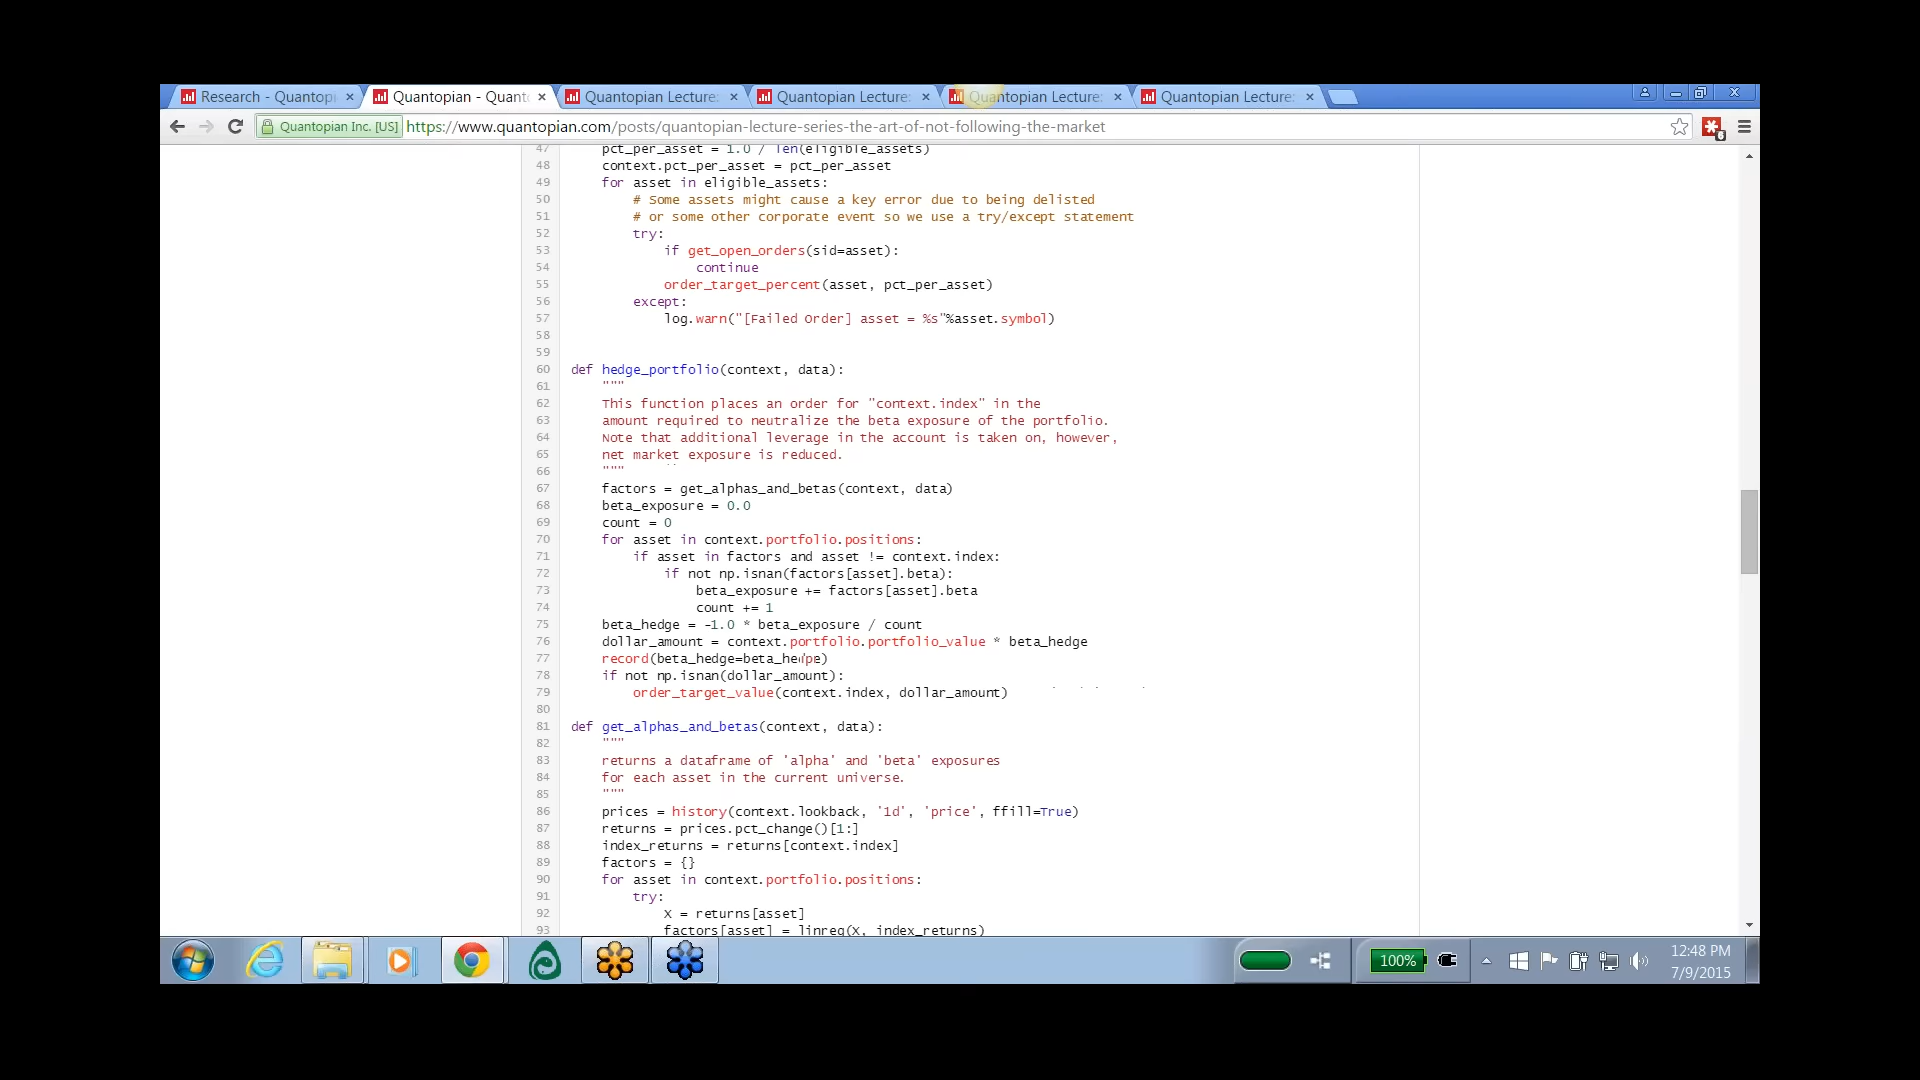 Research - Quantopi
Quantopian - Quant
Quantopian Lecture:
Quantopian Lecture:
Quantopian Lecture:
Quantopian Lecture:
Quantopian Inc. [US] https://www.quantopian.com/posts/quantopian-lecture-series-the-art-of-not-following-the-market
47 pct_per_asset = 1.0 / len(eligible_assets)
48 context.pct_per_asset = pct_per_asset
49 for asset in eligible_assets:
50 # Some assets might cause a key error due to being delisted
51 # or some other corporate event so we use a try/except statement
52 try:
53 if get_open_orders(sid=asset):
54 continue
55 order_target_percent(asset, pct_per_asset)
56 except:
57 log.warn("[Failed Order] asset = %s"%asset.symbol)
58
59
60 def hedge_portfolio(context, data):
61 """
62 This function places an order for "context.index" in the
63 amount required to neutralize the beta exposure of the portfolio.
64 Note that additional leverage in the account is taken on, however,
65 net market exposure is reduced.
66 """
67 factors = get_alphas_and_betas(context, data)
68 beta_exposure = 0.0
69 count = 0
70 for asset in context.portfolio.positions:
71 if asset in factors and asset != context.index:
72 if not np.isnan(factors[asset].beta):
73 beta_exposure += factors[asset].beta
74 count += 1
75 beta_hedge = -1.0 * beta_exposure / count
76 dollar_amount = context.portfolio.portfolio_value * beta_hedge
77 record(beta_hedge=beta_hedge)
78 if not np.isnan(dollar_amount):
79 order_target_value(context.index, dollar_amount)
80
81 def get_alphas_and_betas(context, data):
82 """
83 returns a dataframe of 'alpha' and 'beta' exposures
84 for each asset in the current universe.
85 """
86 prices = history(context.lookback, '1d', 'price', ffill=True)
87 returns = prices.pct_change()[1:]
88 index_returns = returns[context.index]
89 factors = {}
90 for asset in context.portfolio.positions:
91 try:
92 X = returns[asset]
93 factors[asset] = linreg(X, index_returns)
100%
12:48 PM
7/9/2015